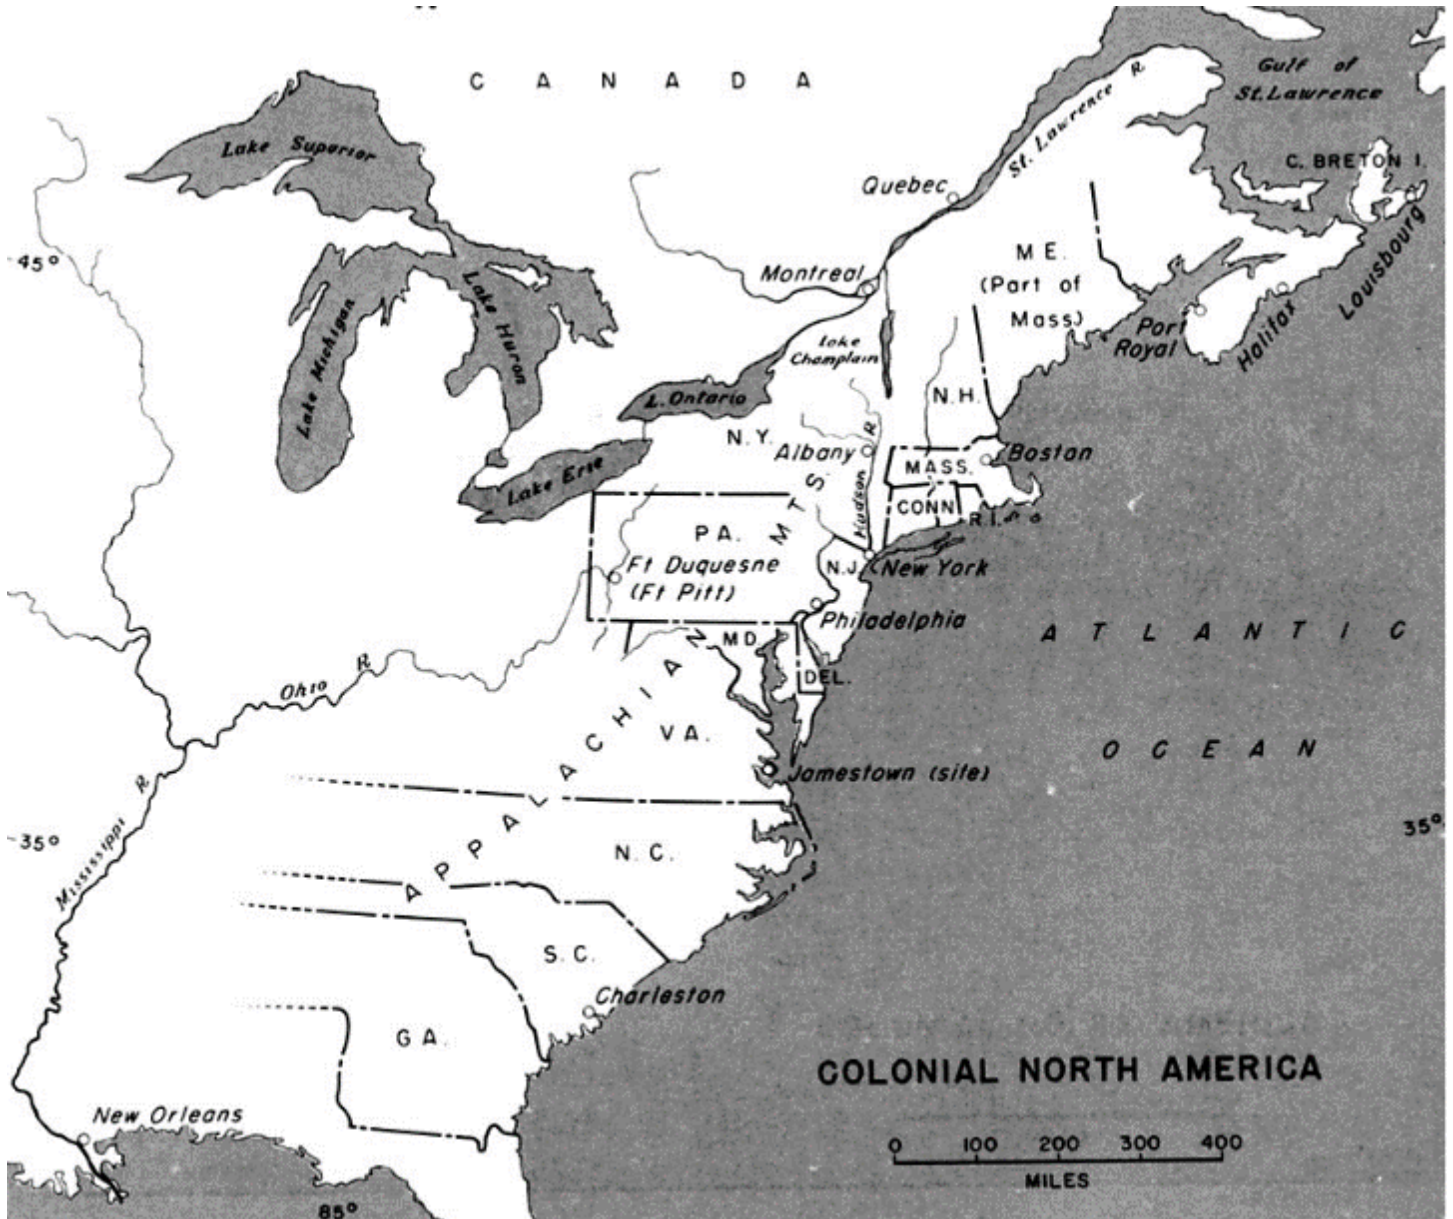 CANADA
Gulf of
St. Lawrence
St. Lawrence R
Lake Superior
C. BRETON I.
Quebec
Louisbourg
45°
ME.
(Part of
Mass.)
Montreal
Lake Michigan
Lake Huron
Port
Royal
Halifax
Lake
Champlain
L. Ontario
N.H.
N.Y.
Albany
Hudson R
Boston
MASS.
Lake Erie
CONN
R.I.
PA.
Ft Duquesne
(Ft Pitt)
N.J.
New York
Philadelphia
MD.
DEL.
ATLANTIC
OCEAN
Ohio R
APPALACHIAN MTS.
VA.
Jamestown (site)
Mississippi R
35°
35°
N.C.
S.C.
Charleston
GA.
COLONIAL NORTH AMERICA
New Orleans
0 100 200 300 400
MILES
85°